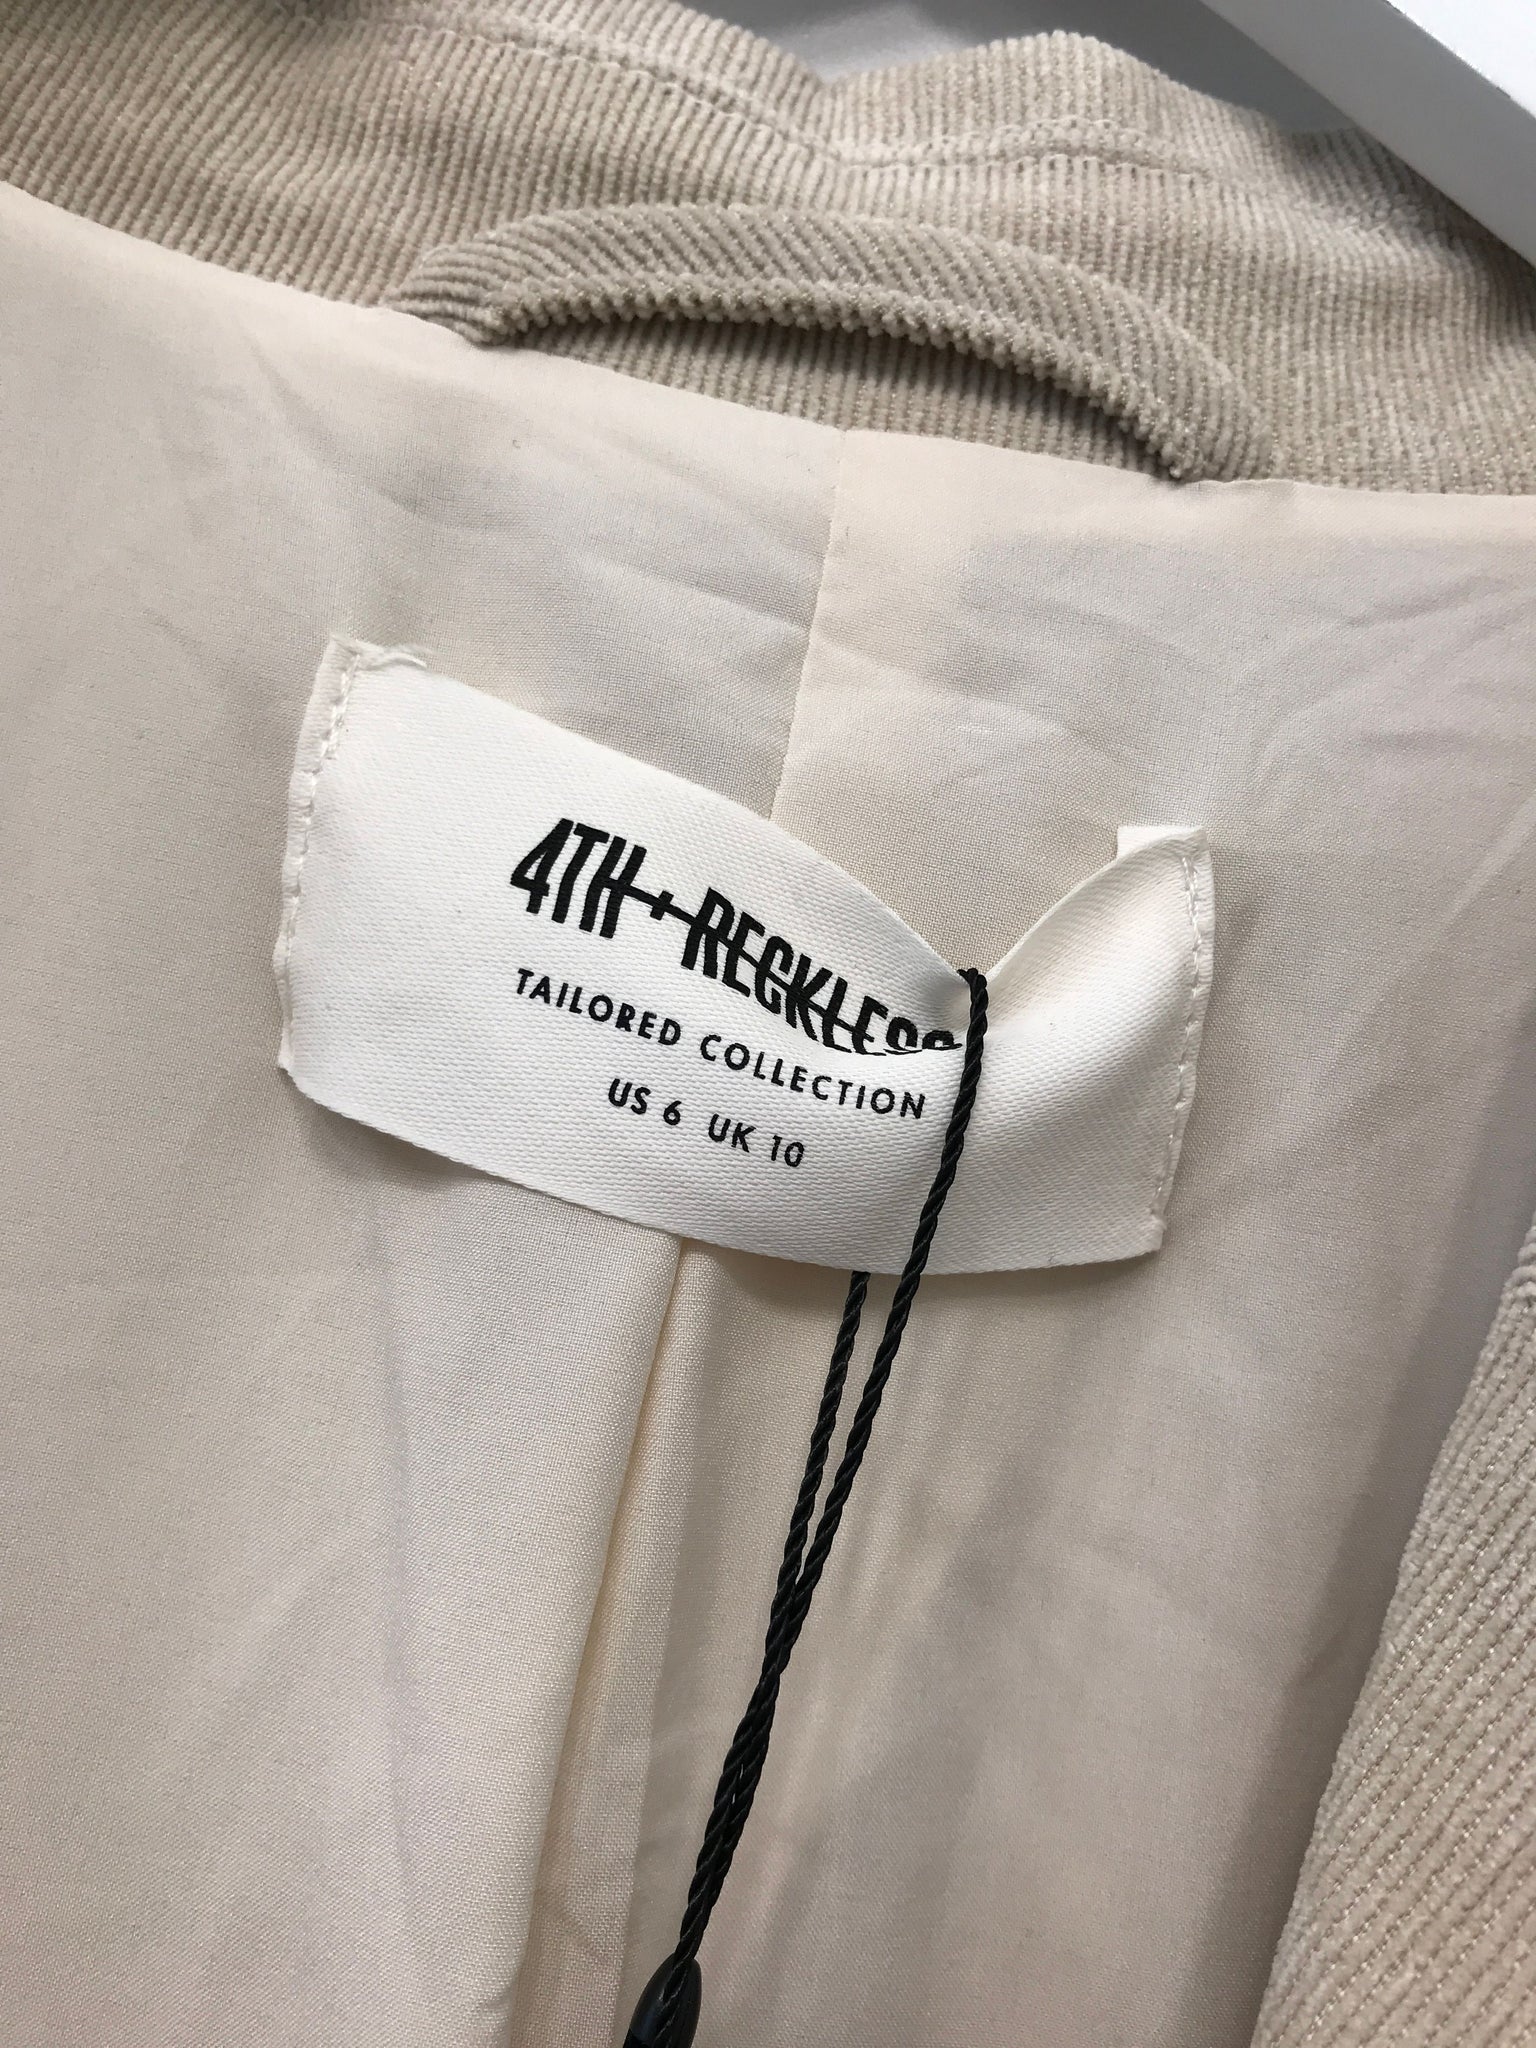 4TH + RECKLESS
TAILORED COLLECTION
US 6 UK 10